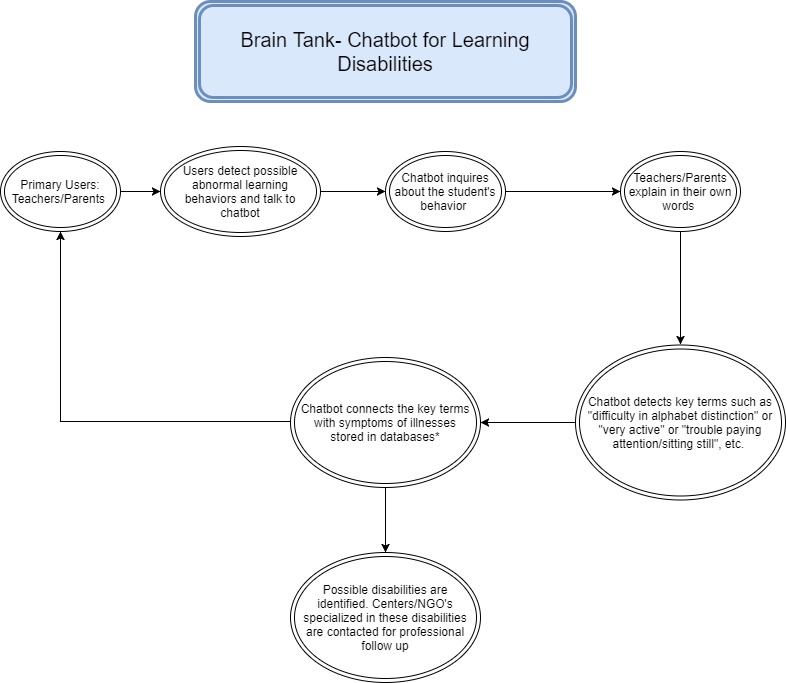 Brain Tank- Chatbot for Learning
Disabilities
Primary Users:
Teachers/Parents
Users detect possible
abnormal learning
behaviors and talk to
chatbot
Chatbot inquires
about the student's
behavior
Teachers/Parents
explain in their own
words
Chatbot detects key terms such as
"difficulty in alphabet distinction" or
"very active" or "trouble paying
attention/sitting still", etc.
Chatbot connects the key terms
with symptoms of illnesses
stored in databases*
Possible disabilities are
identified. Centers/NGO's
specialized in these disabilities
are contacted for professional
follow up